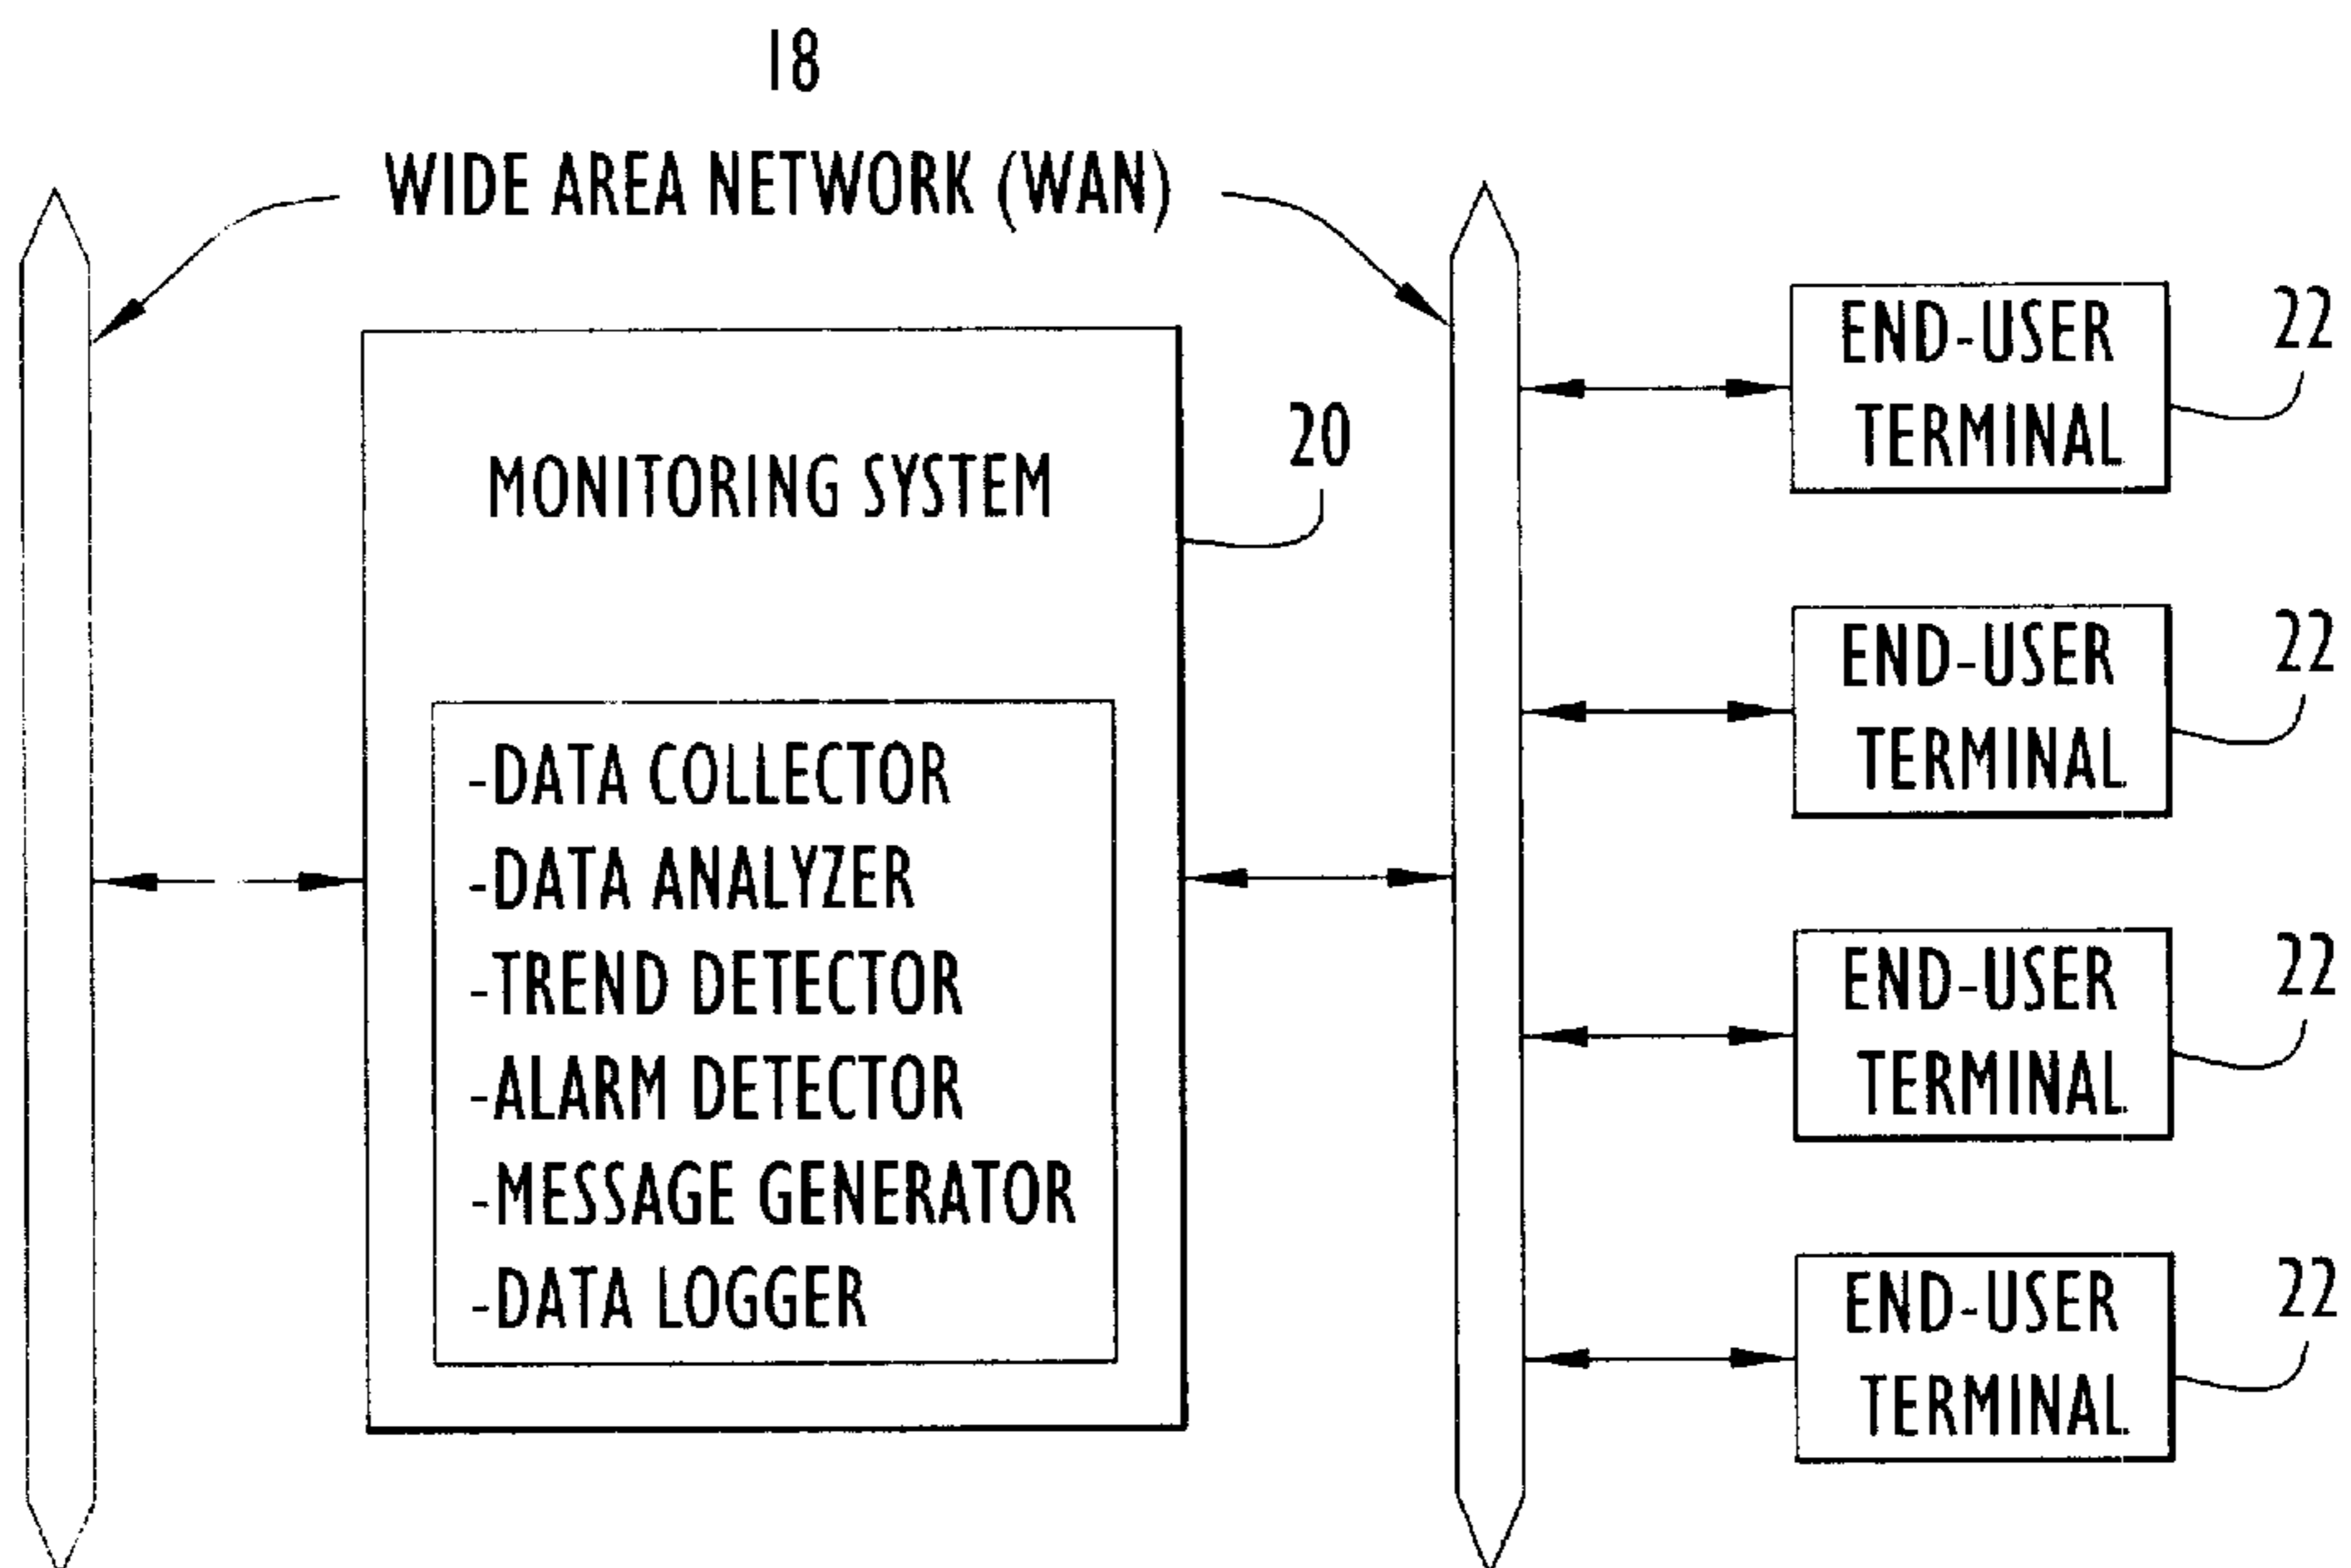 18
WIDE AREA NETWORK (WAN)
MONITORING SYSTEM
20
-DATA COLLECTOR
-DATA ANALYZER
-TREND DETECTOR
-ALARM DETECTOR
-MESSAGE GENERATOR
-DATA LOGGER
END-USER
TERMINAL
22
END-USER
TERMINAL
22
END-USER
TERMINAL
22
END-USER
TERMINAL
22